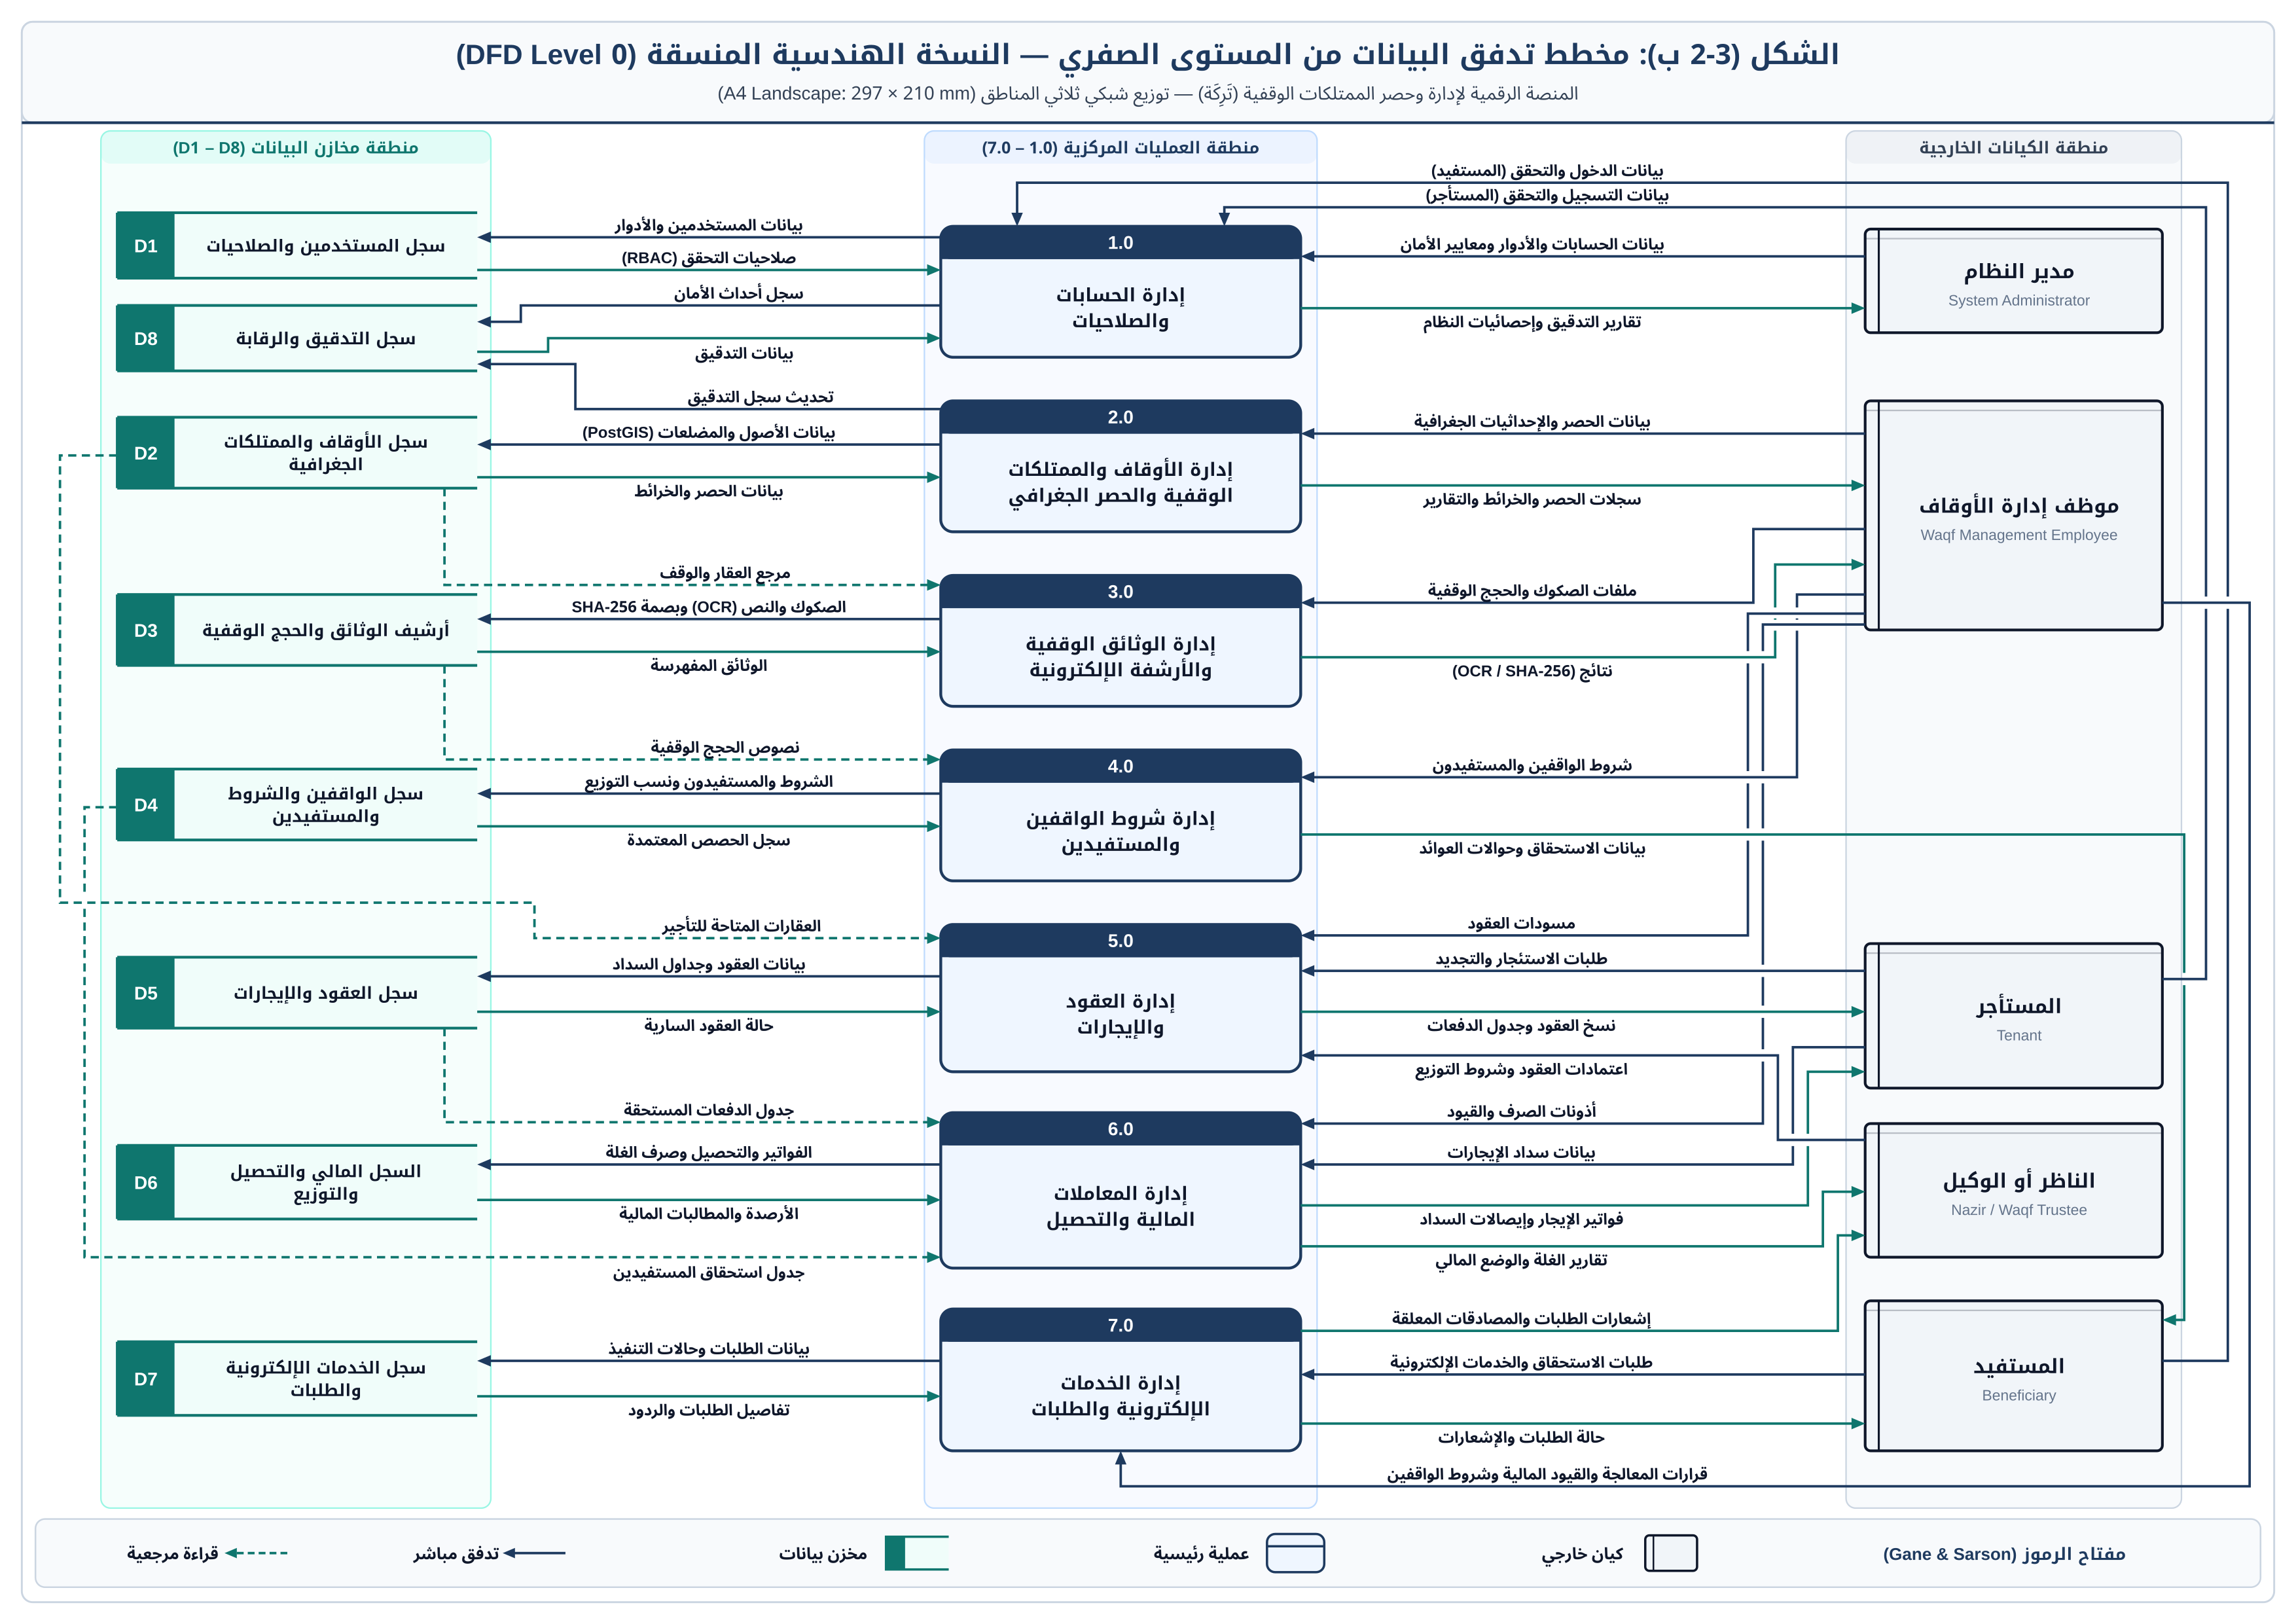 الشكل (3-2 ب): مخطط تدفق البيانات من المستوى الصفري — النسخة الهندسية المنسقة (DFD Level 0)
المنصة الرقمية لإدارة وحصر الممتلكات الوقفية (تَرِكَة) — توزيع شبكي ثلاثي المناطق (A4 Landscape: 297 × 210 mm)
منطقة الكيانات الخارجية
منطقة العمليات المركزية (1.0 – 7.0)
منطقة مخازن البيانات (D1 – D8)
بيانات الدخول والتحقق (المستفيد)
بيانات التسجيل والتحقق (المستأجر)
مدير النظام
System Administrator
بيانات الحسابات والأدوار ومعايير الأمان
تقارير التدقيق وإحصائيات النظام
1.0
إدارة الحسابات
والصلاحيات
بيانات المستخدمين والأدوار
صلاحيات التحقق (RBAC)
سجل أحداث الأمان
بيانات التدقيق
D1
سجل المستخدمين والصلاحيات
D8
سجل التدقيق والرقابة
موظف إدارة الأوقاف
Waqf Management Employee
بيانات الحصر والإحداثيات الجغرافية
سجلات الحصر والخرائط والتقارير
2.0
إدارة الأوقاف والممتلكات
الوقفية والحصر الجغرافي
تحديث سجل التدقيق
بيانات الأصول والمضلعات (PostGIS)
بيانات الحصر والخرائط
D2
سجل الأوقاف والممتلكات
الجغرافية
ملفات الصكوك والحجج الوقفية
نتائج (OCR / SHA-256)
3.0
إدارة الوثائق الوقفية
والأرشفة الإلكترونية
مرجع العقار والوقف
الصكوك والنص (OCR) وبصمة SHA-256
الوثائق المفهرسة
D3
أرشيف الوثائق والحجج الوقفية
شروط الواقفين والمستفيدون
بيانات الاستحقاق وحوالات العوائد
4.0
إدارة شروط الواقفين
والمستفيدين
نصوص الحجج الوقفية
الشروط والمستفيدون ونسب التوزيع
سجل الحصص المعتمدة
D4
سجل الواقفين والشروط
والمستفيدين
المستأجر
Tenant
مسودات العقود
طلبات الاستئجار والتجديد
نسخ العقود وجدول الدفعات
اعتمادات العقود وشروط التوزيع
5.0
إدارة العقود
والإيجارات
العقارات المتاحة للتأجير
بيانات العقود وجداول السداد
حالة العقود السارية
D5
سجل العقود والإيجارات
الناظر أو الوكيل
Nazir / Waqf Trustee
أذونات الصرف والقيود
بيانات سداد الإيجارات
فواتير الإيجار وإيصالات السداد
تقارير الغلة والوضع المالي
6.0
إدارة المعاملات
المالية والتحصيل
جدول الدفعات المستحقة
الفواتير والتحصيل وصرف الغلة
الأرصدة والمطالبات المالية
جدول استحقاق المستفيدين
D6
السجل المالي والتحصيل
والتوزيع
المستفيد
Beneficiary
إشعارات الطلبات والمصادقات المعلقة
طلبات الاستحقاق والخدمات الإلكترونية
حالة الطلبات والإشعارات
قرارات المعالجة والقيود المالية وشروط الواقفين
7.0
إدارة الخدمات
الإلكترونية والطلبات
بيانات الطلبات وحالات التنفيذ
تفاصيل الطلبات والردود
D7
سجل الخدمات الإلكترونية
والطلبات
مفتاح الرموز (Gane & Sarson)
كيان خارجي
عملية رئيسية
مخزن بيانات
تدفق مباشر
قراءة مرجعية